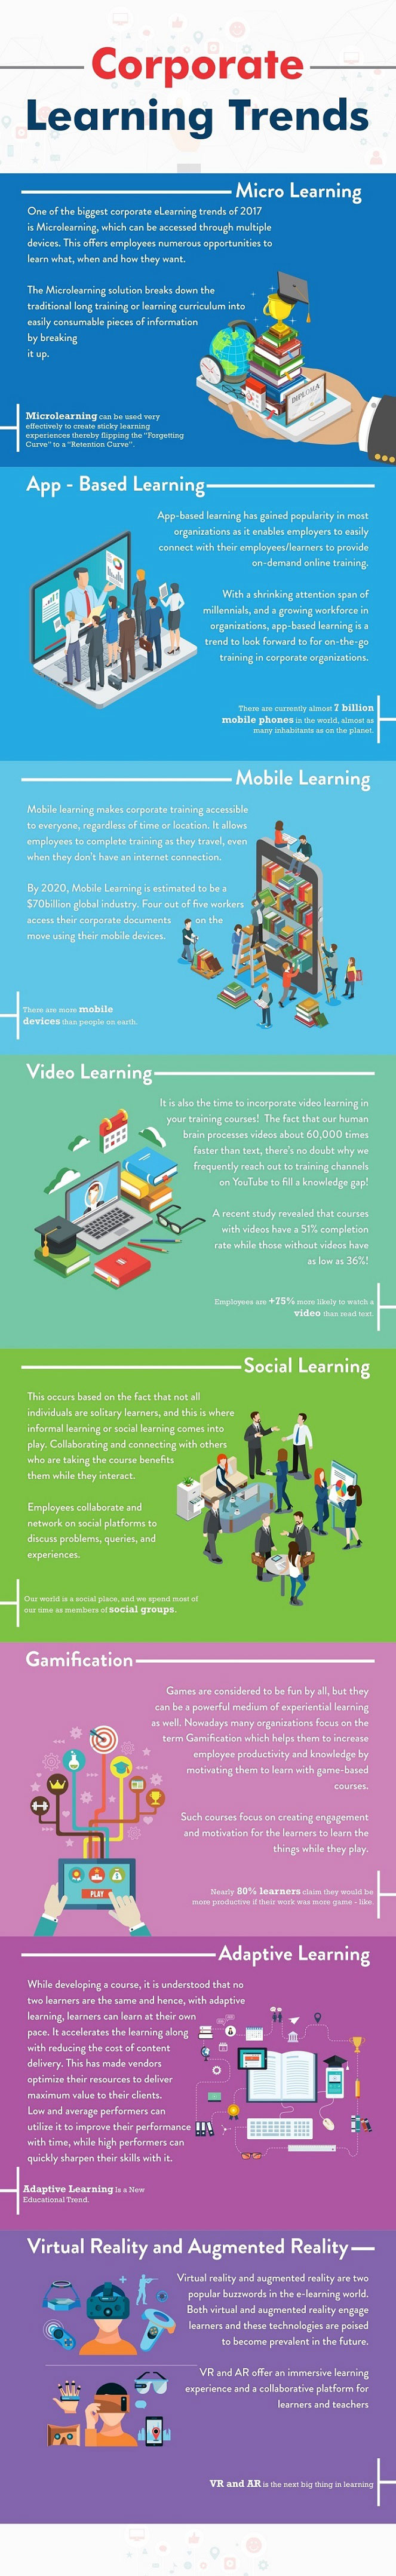 Corporate
Learning Trends
Micro Learning
One of the biggest corporate eLearning trends of 2017
is Microlearning, which can be accessed through multiple
devices. This offers employees numerous opportunities to
learn what, when and how they want.
The Microlearning solution breaks down the
traditional long training or learning curriculum into
easily consumable pieces of information
by breaking
it up.
DIPLOMA
Microlearning can be used very
effectively to create sticky learning
experiences thereby flipping the "Forgetting
Curve" to a "Retention Curve".
App - Based Learning
App-based learning has gained popularity in most
organizations as it enables employers to easily
connect with their employees/learners to provide
on-demand online training.
With a shrinking attention span of
millennials, and a growing workforce in
organizations, app-based learning is a
trend to look forward to for on-the-go
training in corporate organizations.
There are currently almost 7 billion
mobile phones in the world, almost as
many inhabitants as on the planet.
Mobile Learning
Mobile learning makes corporate training accessible
to everyone, regardless of time or location. It allows
employees to complete training as they travel, even
when they don't have an internet connection.
By 2020, Mobile Learning is estimated to be a
$70billion global industry. Four out of five workers
access their corporate documents on the
move using their mobile devices.
There are more mobile
devices than people on earth.
Video Learning
It is also the time to incorporate video learning in
your training courses! The fact that our human
brain processes videos about 60,000 times
faster than text, there's no doubt why we
frequently reach out to training channels
on YouTube to fill a knowledge gap!
A recent study revealed that courses
with videos have a 51% completion
rate while those without videos have
as low as 36%!
Employees are +75% more likely to watch a
video than read text.
Social Learning
This occurs based on the fact that not all
individuals are solitary learners, and this is where
informal learning or social learning comes into
play. Collaborating and connecting with others
who are taking the course benefits
them while they interact.
Employees collaborate and
network on social platforms to
discuss problems, queries, and
experiences.
Our world is a social place, and we spend most of
our time as members of social groups.
Gamification
Games are considered to be fun by all, but they
can be a powerful medium of experiential learning
as well. Nowadays many organizations focus on the
term Gamification which helps them to increase
employee productivity and knowledge by
motivating them to learn with game-based
courses.
Such courses focus on creating engagement
and motivation for the learners to learn the
things while they play.
PLAY
Nearly 80% learners claim they would be
more productive if their work was more game - like.
Adaptive Learning
While developing a course, it is understood that no
two learners are the same and hence, with adaptive
learning, learners can learn at their own
pace. It accelerates the learning along
with reducing the cost of content
delivery. This has made vendors
optimize their resources to deliver
maximum value to their clients.
Low and average performers can
utilize it to improve their performance
with time, while high performers can
quickly sharpen their skills with it.
Adaptive Learning Is a New
Educational Trend.
Virtual Reality and Augmented Reality
Virtual reality and augmented reality are two
popular buzzwords in the e-learning world.
Both virtual and augmented reality engage
learners and these technologies are poised
to become prevalent in the future.
VR and AR offer an immersive learning
experience and a collaborative platform for
learners and teachers
VR and AR is the next big thing in learning